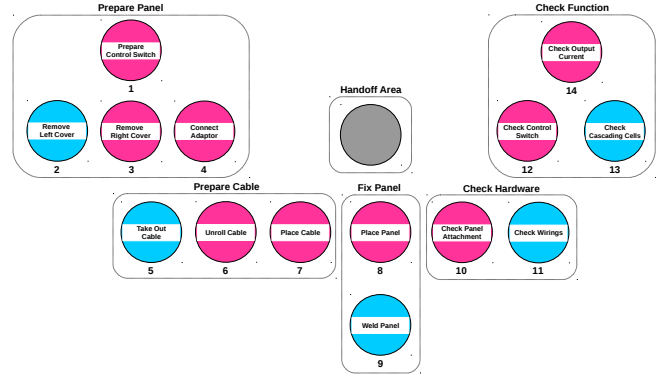 Prepare Panel
Prepare
Control Switch
1
Remove
Left Cover
2
Remove
Right Cover
3
Connect
Adaptor
4
Handoff Area
Check Function
Check Output
Current
14
Check Control
Switch
12
Check
Cascading Cells
13
Prepare Cable
Take Out
Cable
5
Unroll Cable
6
Place Cable
7
Fix Panel
Place Panel
8
Weld Panel
9
Check Hardware
Check Panel
Attachment
10
Check Wirings
11